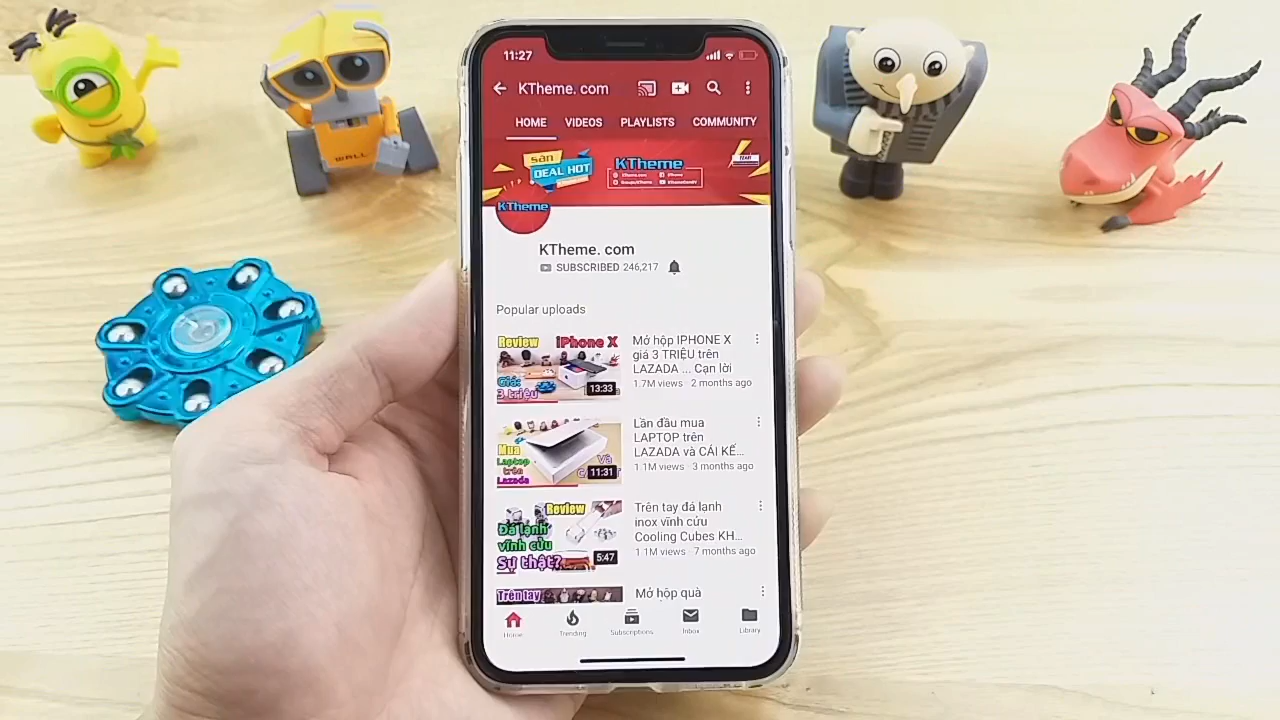 11:27
KTheme. com
HOME VIDEOS PLAYLISTS COMMUNITY
săn
DEAL HOT
KTheme
KTheme
KTheme. com
SUBSCRIBED 246,217
Popular uploads
Review iPhone X
Giá:
3 triệu
13:33
Mở hộp IPHONE X
giá 3 TRIỆU trên
LAZADA ... Cạn lời
1.7M views 2 months ago
Mua
Laptop
trên
Lazada
và
11:31
Lần đầu mua
LAPTOP trên
LAZADA và CÁI KẾ...
1.1M views 3 months ago
Review
Đá lạnh
vĩnh cửu
Sự thật?
5:47
Trên tay đá lạnh
inox vĩnh cửu
Cooling Cubes KH...
1.1M views 7 months ago
Trên tay
Mở hộp quà
Home Trending Subscriptions Inbox Library
WALL